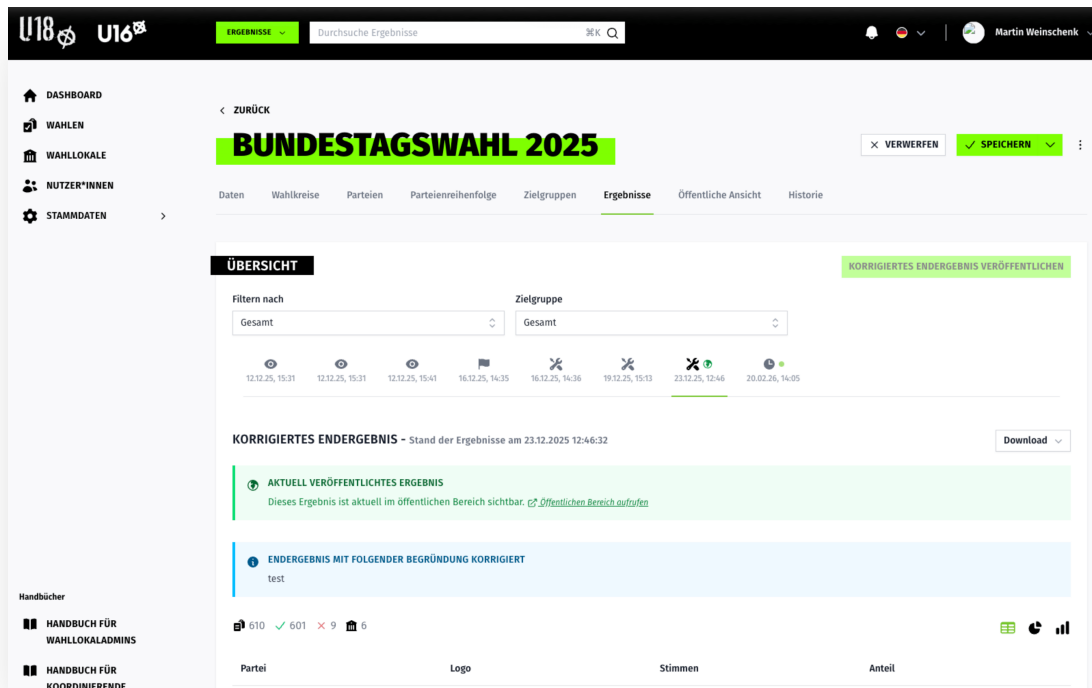 U18 U16
ERGEBNISSE Durchsuche Ergebnisse ⌘K Martin Weinschenk
DASHBOARD
WAHLEN
WAHLLOKALE
NUTZER*INNEN
STAMMDATEN
ZURÜCK
BUNDESTAGSWAHL 2025
VERWERFEN SPEICHERN
Daten Wahlkreise Parteien Parteienreihenfolge Zielgruppen Ergebnisse Öffentliche Ansicht Historie
ÜBERSICHT KORRIGIERTES ENDERGEBNIS VERÖFFENTLICHEN
Filtern nach Zielgruppe
Gesamt Gesamt
12.12.25, 15:31 12.12.25, 15:31 12.12.25, 15:41 16.12.25, 14:35 16.12.25, 14:36 19.12.25, 15:13 23.12.25, 12:46 20.02.26, 14:05
KORRIGIERTES ENDERGEBNIS - Stand der Ergebnisse am 23.12.2025 12:46:32 Download
AKTUELL VERÖFFENTLICHTES ERGEBNIS
Dieses Ergebnis ist aktuell im öffentlichen Bereich sichtbar. Öffentlichen Bereich aufrufen
ENDERGEBNIS MIT FOLGENDER BEGRÜNDUNG KORRIGIERT
test
610 601 9 6
Partei Logo Stimmen Anteil
Handbücher
HANDBUCH FÜR
WAHLLOKALADMINS
HANDBUCH FÜR
KOORDINIERENDE